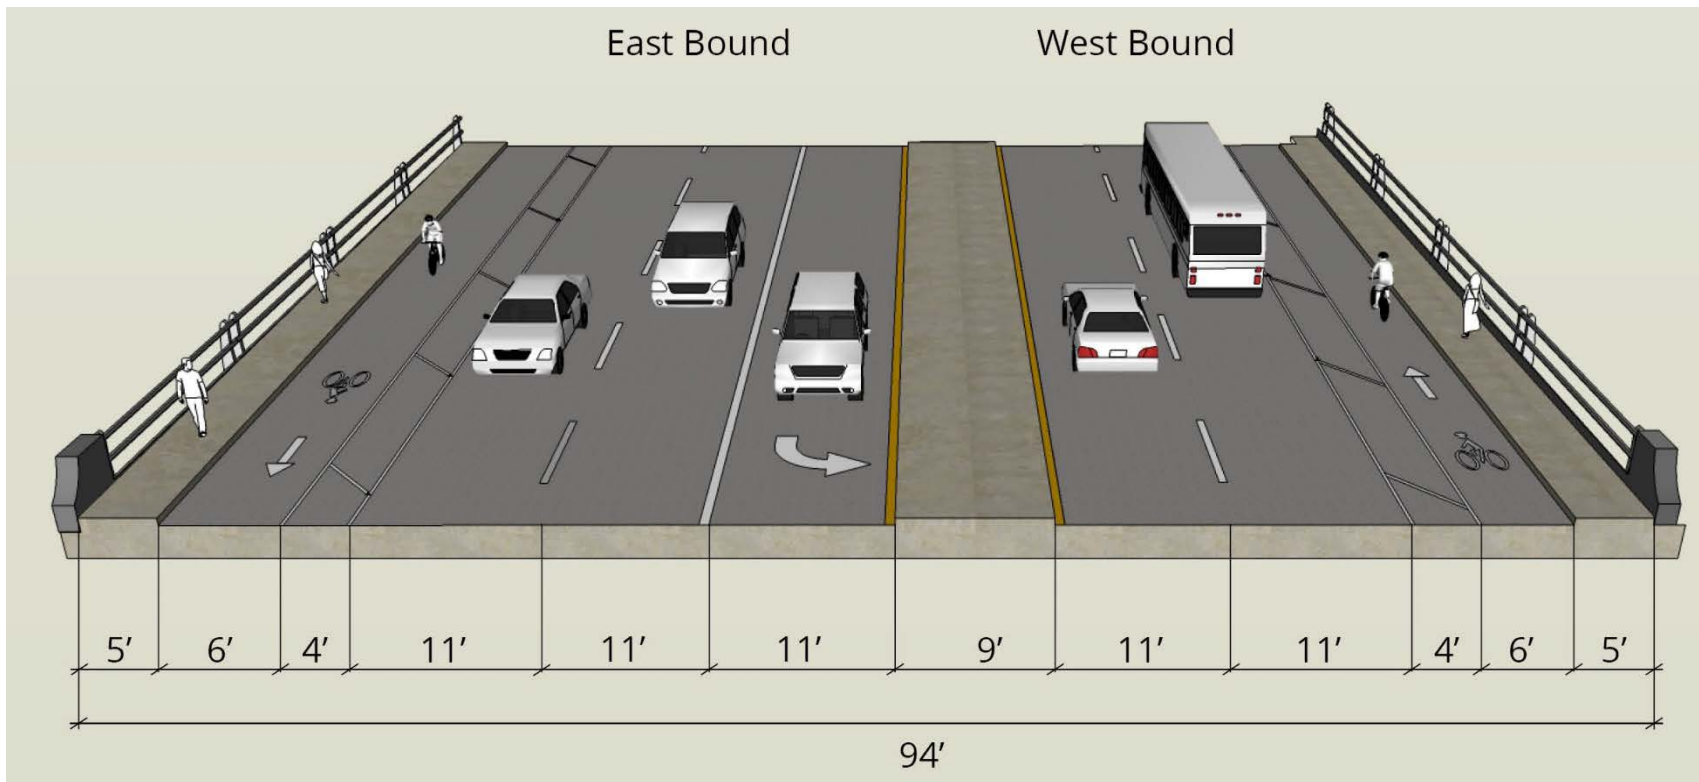 East Bound West Bound
5’ 6’ 4’ 11’ 11’ 11’ 9’ 11’ 11’ 4’ 6’ 5’
94’